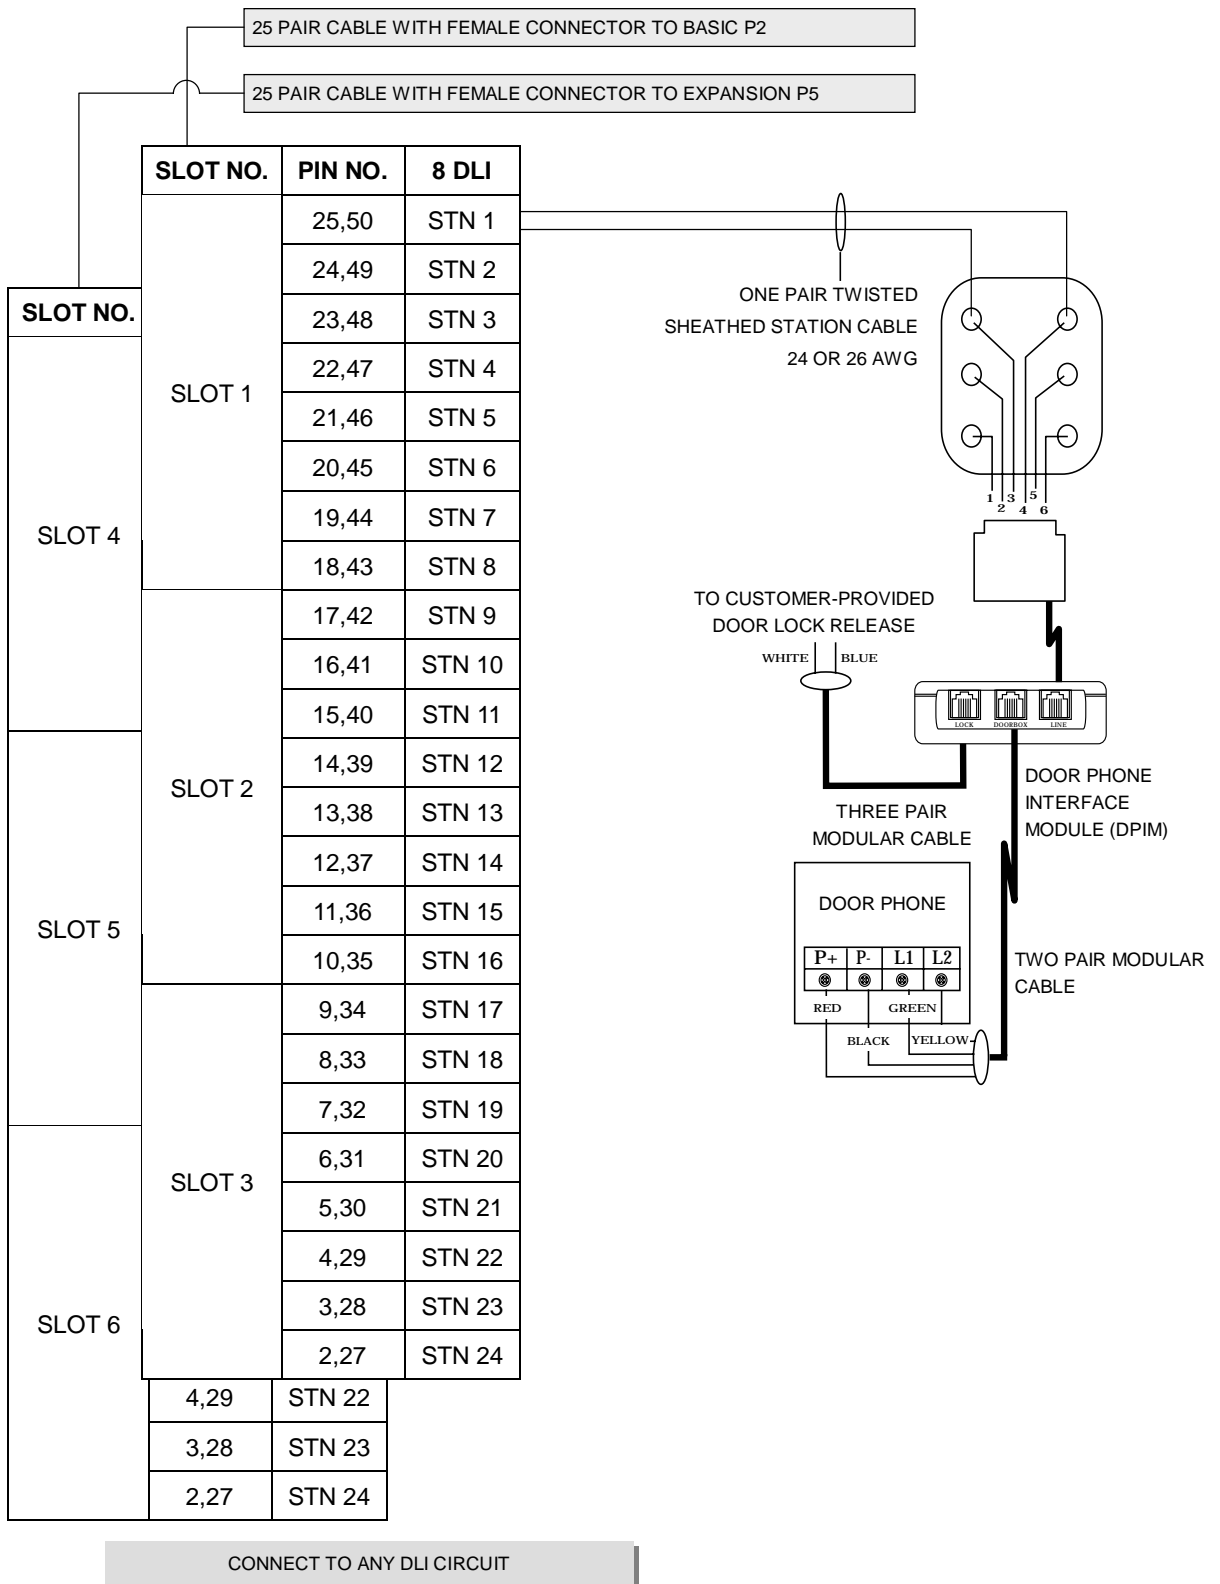 25 PAIR CABLE WITH FEMALE CONNECTOR TO BASIC P2
25 PAIR CABLE WITH FEMALE CONNECTOR TO EXPANSION P5
SLOT NO. PIN NO. 8 DLI
SLOT 1
25,50 STN 1
24,49 STN 2
23,48 STN 3
22,47 STN 4
21,46 STN 5
20,45 STN 6
19,44 STN 7
18,43 STN 8
SLOT 2
17,42 STN 9
16,41 STN 10
15,40 STN 11
14,39 STN 12
13,38 STN 13
12,37 STN 14
11,36 STN 15
10,35 STN 16
SLOT 3
9,34 STN 17
8,33 STN 18
7,32 STN 19
6,31 STN 20
5,30 STN 21
4,29 STN 22
3,28 STN 23
2,27 STN 24
SLOT NO.
SLOT 4
SLOT 5
SLOT 6
4,29 STN 22
3,28 STN 23
2,27 STN 24
CONNECT TO ANY DLI CIRCUIT
ONE PAIR TWISTED
SHEATHED STATION CABLE
24 OR 26 AWG
1 2 3 4 5 6
TO CUSTOMER-PROVIDED
DOOR LOCK RELEASE
WHITE BLUE
LOCK DOORBOX LINE
DOOR PHONE
INTERFACE
MODULE (DPIM)
THREE PAIR
MODULAR CABLE
DOOR PHONE
P+ P- L1 L2
RED GREEN
BLACK YELLOW
TWO PAIR MODULAR
CABLE